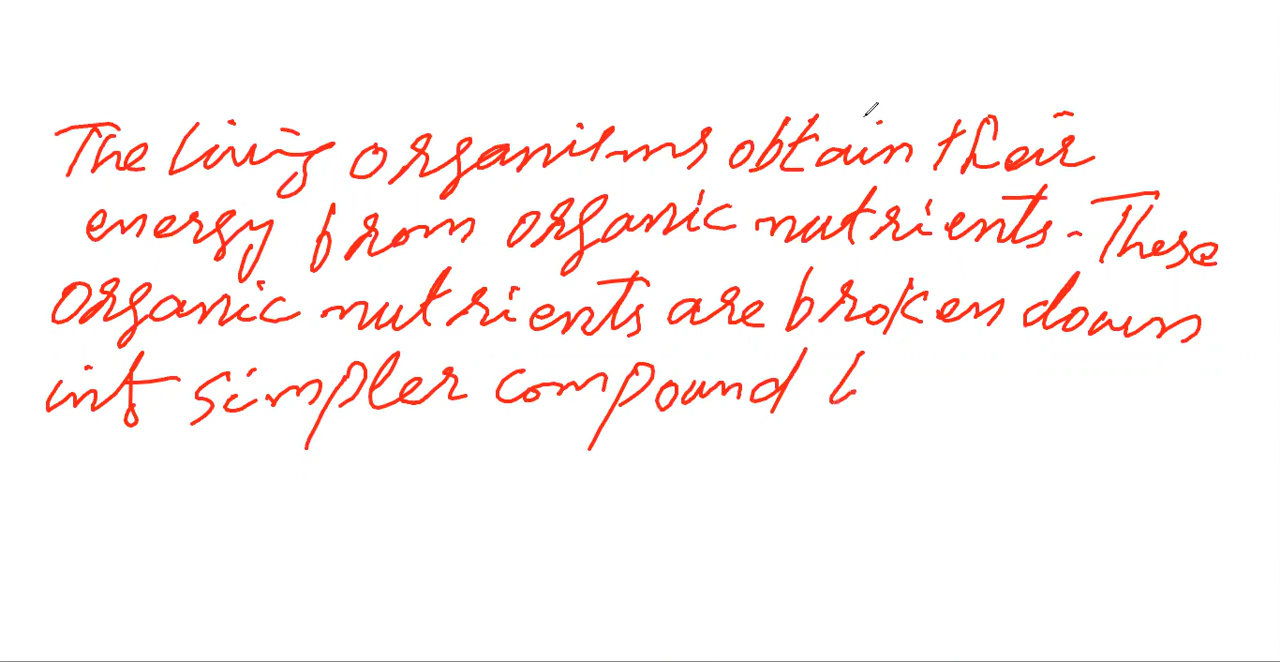 The living organisms obtain their
energy from organic nutrients. These
organic nutrients are broken down
into simpler compound